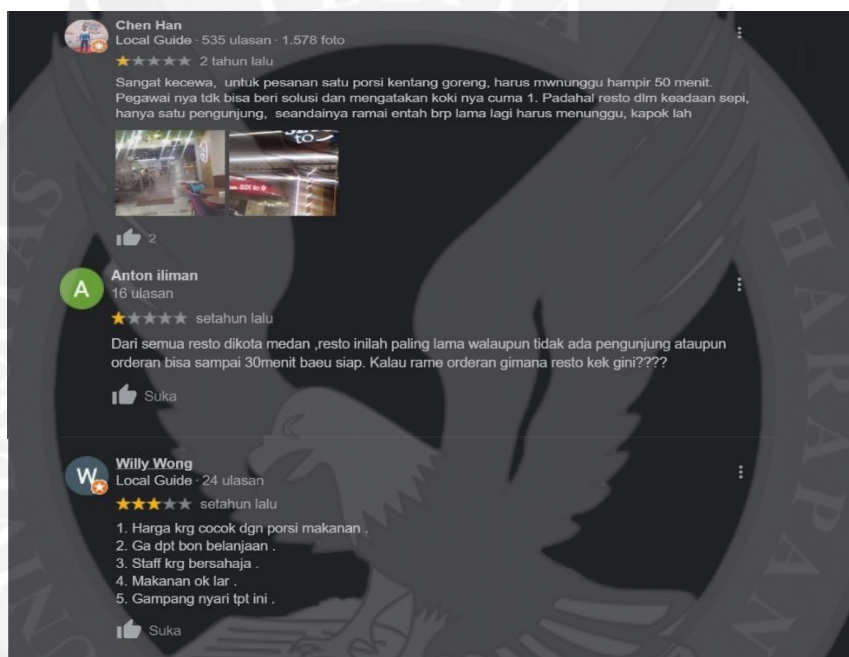 Chen Han
Local Guide · 535 ulasan · 1.578 foto
2 tahun lalu
Sangat kecewa, untuk pesanan satu porsi kentang goreng, harus mwnunggu hampir 50 menit.
Pegawai nya tdk bisa beri solusi dan mengatakan koki nya cuma 1. Padahal resto dlm keadaan sepi,
hanya satu pengunjung, seandainya ramai entah brp lama lagi harus menunggu, kapok lah
to
SIX to 9
2
A
Anton iliman
16 ulasan
setahun lalu
Dari semua resto dikota medan ,resto inilah paling lama walaupun tidak ada pengunjung ataupun
orderan bisa sampai 30menit baeu siap. Kalau rame orderan gimana resto kek gini????
Suka
W
Willy Wong
Local Guide · 24 ulasan
setahun lalu
1. Harga krg cocok dgn porsi makanan .
2. Ga dpt bon belanjaan .
3. Staff krg bersahaja .
4. Makanan ok lar .
5. Gampang nyari tpt ini .
Suka
HARAPAN